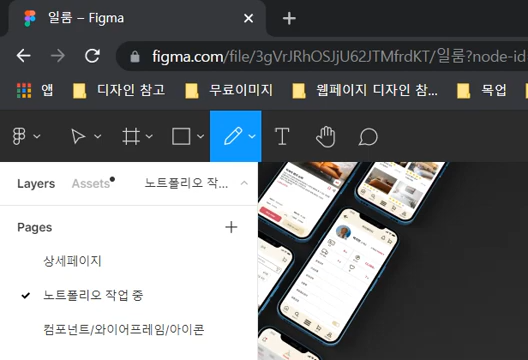 일룸 – Figma
figma.com/file/3gVrJRhOSJjU62JTMfrdKT/일룸?node-id
앱 디자인 참고 무료이미지 웹페이지 디자인 참... 목업
Layers Assets 노트폴리오 작...
Pages
상세페이지
노트폴리오 작업 중
컴포넌트/와이어프레임/아이콘